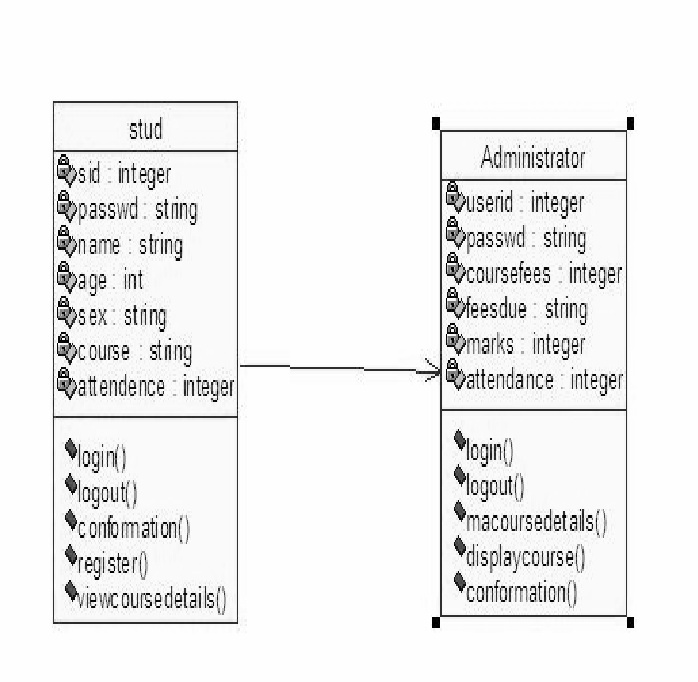 stud
sid : integer
passwd : string
name : string
age : int
sex : string
course : string
attendence : integer
login()
logout()
conformation()
register()
viewcoursedetails()
Administrator
userid : integer
passwd : string
coursefees : integer
feesdue : string
marks : integer
attendance : integer
login()
logout()
macoursedetails()
displaycourse()
conformation()